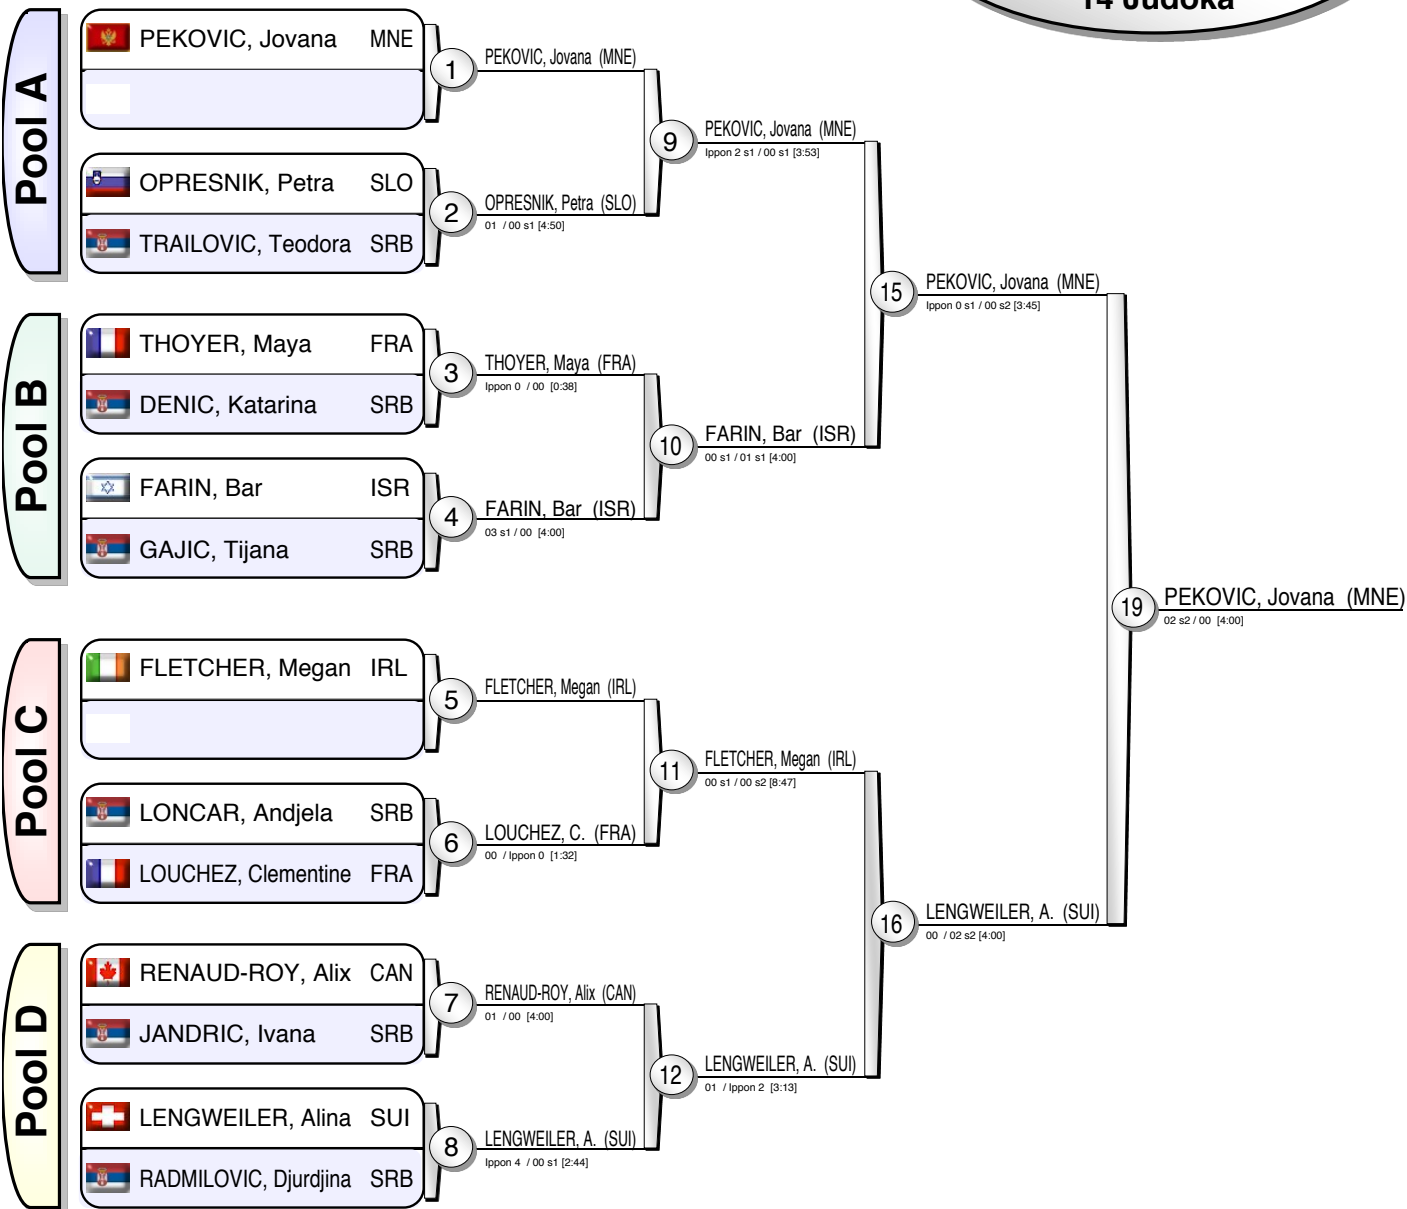 14 Judoka
Pool A
PEKOVIC, Jovana MNE
1
PEKOVIC, Jovana (MNE)
OPRESNIK, Petra SLO
TRAILOVIC, Teodora SRB
2
OPRESNIK, Petra (SLO)
01 / 00 s1 [4:50]
9
PEKOVIC, Jovana (MNE)
Ippon 2 s1 / 00 s1 [3:53]
Pool B
THOYER, Maya FRA
DENIC, Katarina SRB
3
THOYER, Maya (FRA)
Ippon 0 / 00 [0:38]
FARIN, Bar ISR
GAJIC, Tijana SRB
4
FARIN, Bar (ISR)
03 s1 / 00 [4:00]
10
FARIN, Bar (ISR)
00 s1 / 01 s1 [4:00]
15
PEKOVIC, Jovana (MNE)
Ippon 0 s1 / 00 s2 [3:45]
Pool C
FLETCHER, Megan IRL
5
FLETCHER, Megan (IRL)
LONCAR, Andjela SRB
LOUCHEZ, Clementine FRA
6
LOUCHEZ, C. (FRA)
00 / Ippon 0 [1:32]
11
FLETCHER, Megan (IRL)
00 s1 / 00 s2 [8:47]
Pool D
RENAUD-ROY, Alix CAN
JANDRIC, Ivana SRB
7
RENAUD-ROY, Alix (CAN)
01 / 00 [4:00]
LENGWEILER, Alina SUI
RADMILOVIC, Djurdjina SRB
8
LENGWEILER, A. (SUI)
Ippon 4 / 00 s1 [2:44]
12
LENGWEILER, A. (SUI)
01 / Ippon 2 [3:13]
16
LENGWEILER, A. (SUI)
00 / 02 s2 [4:00]
19
PEKOVIC, Jovana (MNE)
02 s2 / 00 [4:00]